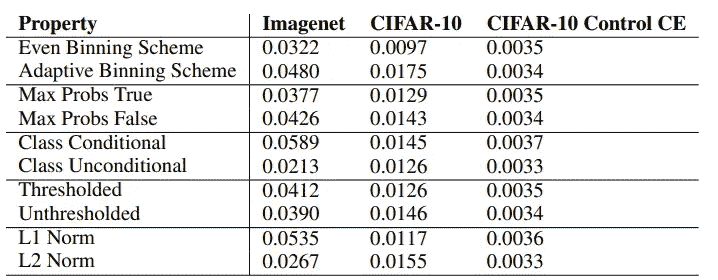 Property Imagenet CIFAR-10 CIFAR-10 Control CE
Even Binning Scheme 0.0322 0.0097 0.0035
Adaptive Binning Scheme 0.0480 0.0175 0.0034
Max Probs True 0.0377 0.0129 0.0035
Max Probs False 0.0426 0.0143 0.0034
Class Conditional 0.0589 0.0145 0.0037
Class Unconditional 0.0213 0.0126 0.0033
Thresholded 0.0412 0.0126 0.0035
Unthresholded 0.0390 0.0146 0.0034
L1 Norm 0.0535 0.0117 0.0036
L2 Norm 0.0267 0.0155 0.0033